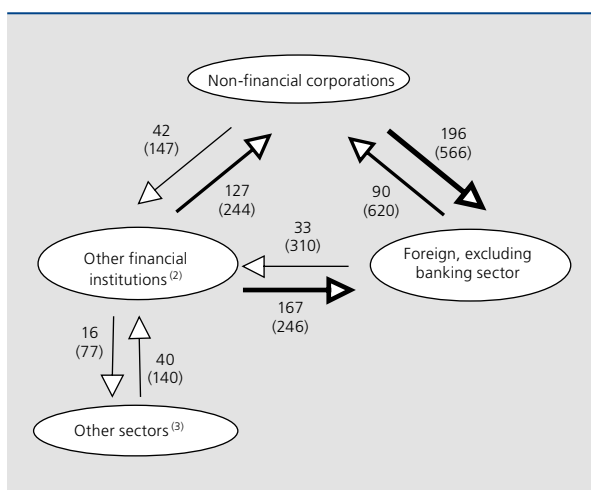 Non-financial corporations
42
(147)
196
(566)
127
(244)
90
(620)
33
(310)
Other financial
institutions (2)
Foreign, excluding
banking sector
167
(246)
16
(77)
40
(140)
Other sectors (3)